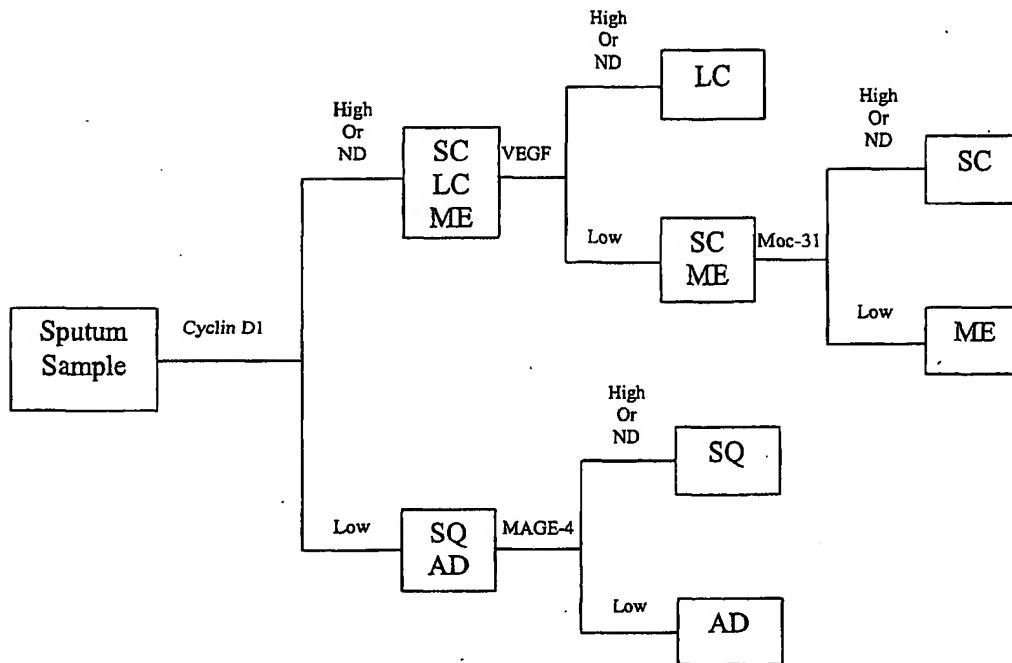 High
Or
ND
LC
High
Or
ND
SC
LC
ME
VEGF
High
Or
ND
SC
Low
SC
ME
Moc-31
Low
ME
Sputum
Sample
Cyclin D1
High
Or
ND
SQ
Low
SQ
AD
MAGE-4
Low
AD